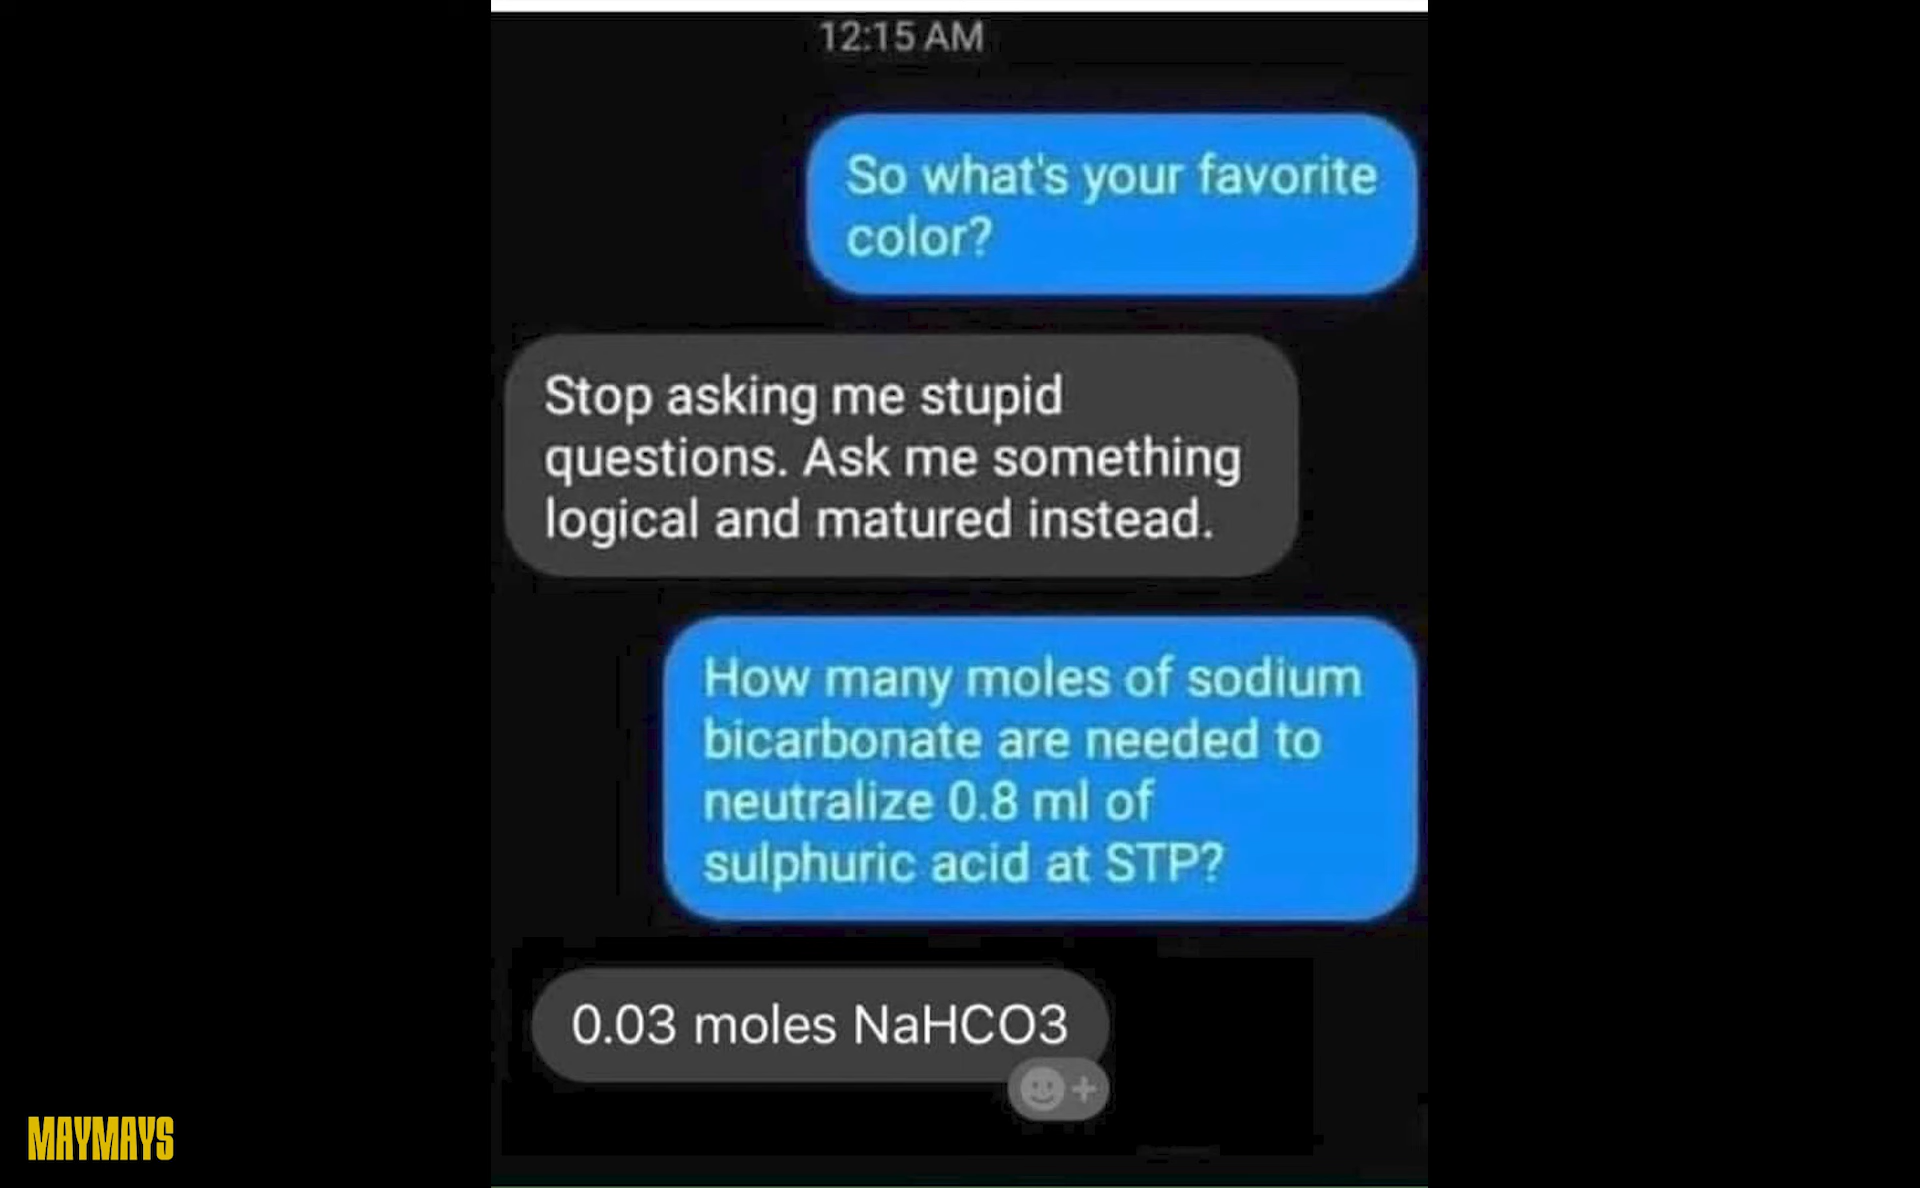 12:15 AM
So what's your favorite
color?
Stop asking me stupid
questions. Ask me something
logical and matured instead.
How many moles of sodium
bicarbonate are needed to
neutralize 0.8 ml of
sulphuric acid at STP?
0.03 moles NaHCO3
MAYMAYS